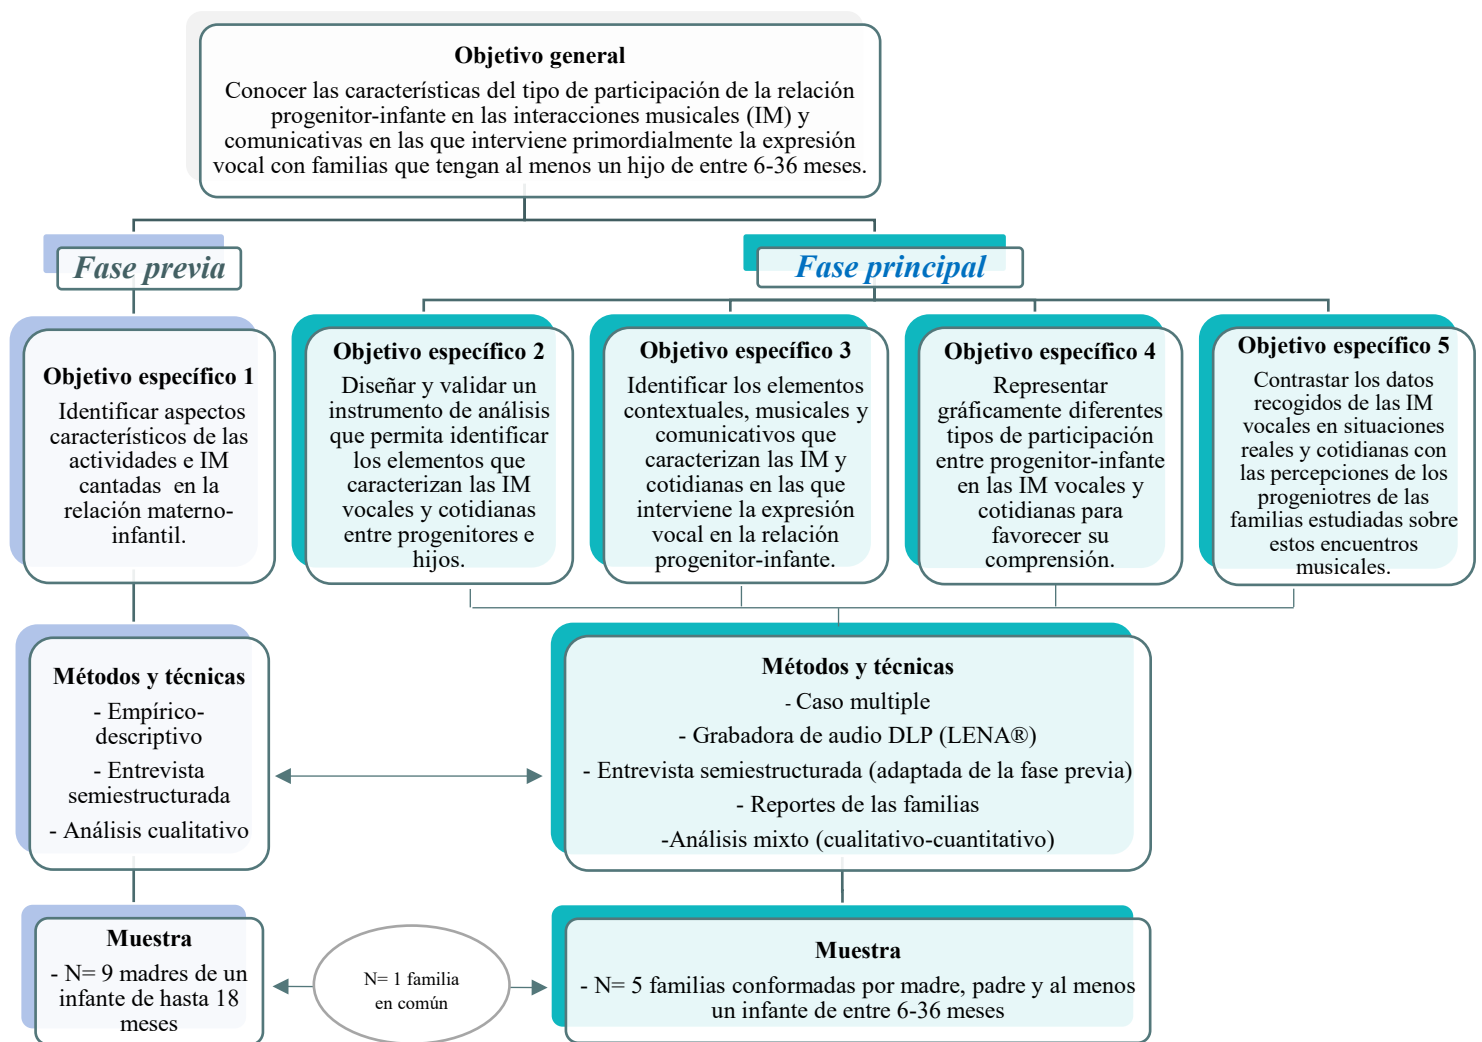 Objetivo general
Conocer las características del tipo de participación de la relación
progenitor-infante en las interacciones musicales (IM) y
comunicativas en las que interviene primordialmente la expresión
vocal con familias que tengan al menos un hijo de entre 6-36 meses.
Fase previa
Fase principal
Objetivo específico 1
Identificar aspectos
característicos de las
actividades e IM
cantadas en la
relación materno-
infantil.
Objetivo específico 2
Diseñar y validar un
instrumento de análisis
que permita identificar
los elementos que
caracterizan las IM
vocales y cotidianas
entre progenitores e
hijos.
Objetivo específico 3
Identificar los elementos
contextuales, musicales y
comunicativos que
caracterizan las IM y
cotidianas en las que
interviene la expresión
vocal en la relación
progenitor-infante.
Objetivo específico 4
Representar
gráficamente diferentes
tipos de participación
entre progenitor-infante
en las IM vocales y
cotidianas para
favorecer su
comprensión.
Objetivo específico 5
Contrastar los datos
recogidos de las IM
vocales en situaciones
reales y cotidianas con
las percepciones de los
progeniotres de las
familias estudiadas sobre
estos encuentros
musicales.
Métodos y técnicas
- Empírico-
descriptivo
- Entrevista
semiestructurada
- Análisis cualitativo
Métodos y técnicas
- Caso multiple
- Grabadora de audio DLP (LENA®)
- Entrevista semiestructurada (adaptada de la fase previa)
- Reportes de las familias
-Análisis mixto (cualitativo-cuantitativo)
Muestra
- N= 9 madres de un
infante de hasta 18
meses
N= 1 familia
en común
Muestra
- N= 5 familias conformadas por madre, padre y al menos
un infante de entre 6-36 meses